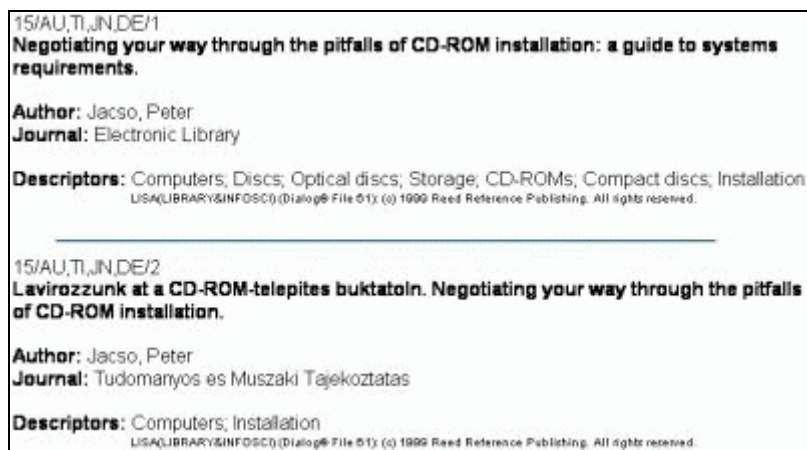 15/AU,TI,JN,DE/1
Negotiating your way through the pitfalls of CD-ROM installation: a guide to systems
requirements.
Author: Jacso, Peter
Journal: Electronic Library
Descriptors: Computers; Discs; Optical discs; Storage; CD-ROMs; Compact discs; Installation
LISA(LIBRARY&INFOSCI) (Dialog® File 61): (c) 1999 Reed Reference Publishing. All rights reserved.
15/AU,TI,JN,DE/2
Lavirozzunk at a CD-ROM-telepites buktatoin. Negotiating your way through the pitfalls
of CD-ROM installation.
Author: Jacso, Peter
Journal: Tudomanyos es Muszaki Tajekoztatas
Descriptors: Computers; Installation
LISA(LIBRARY&INFOSCI) (Dialog® File 61): (c) 1999 Reed Reference Publishing. All rights reserved.